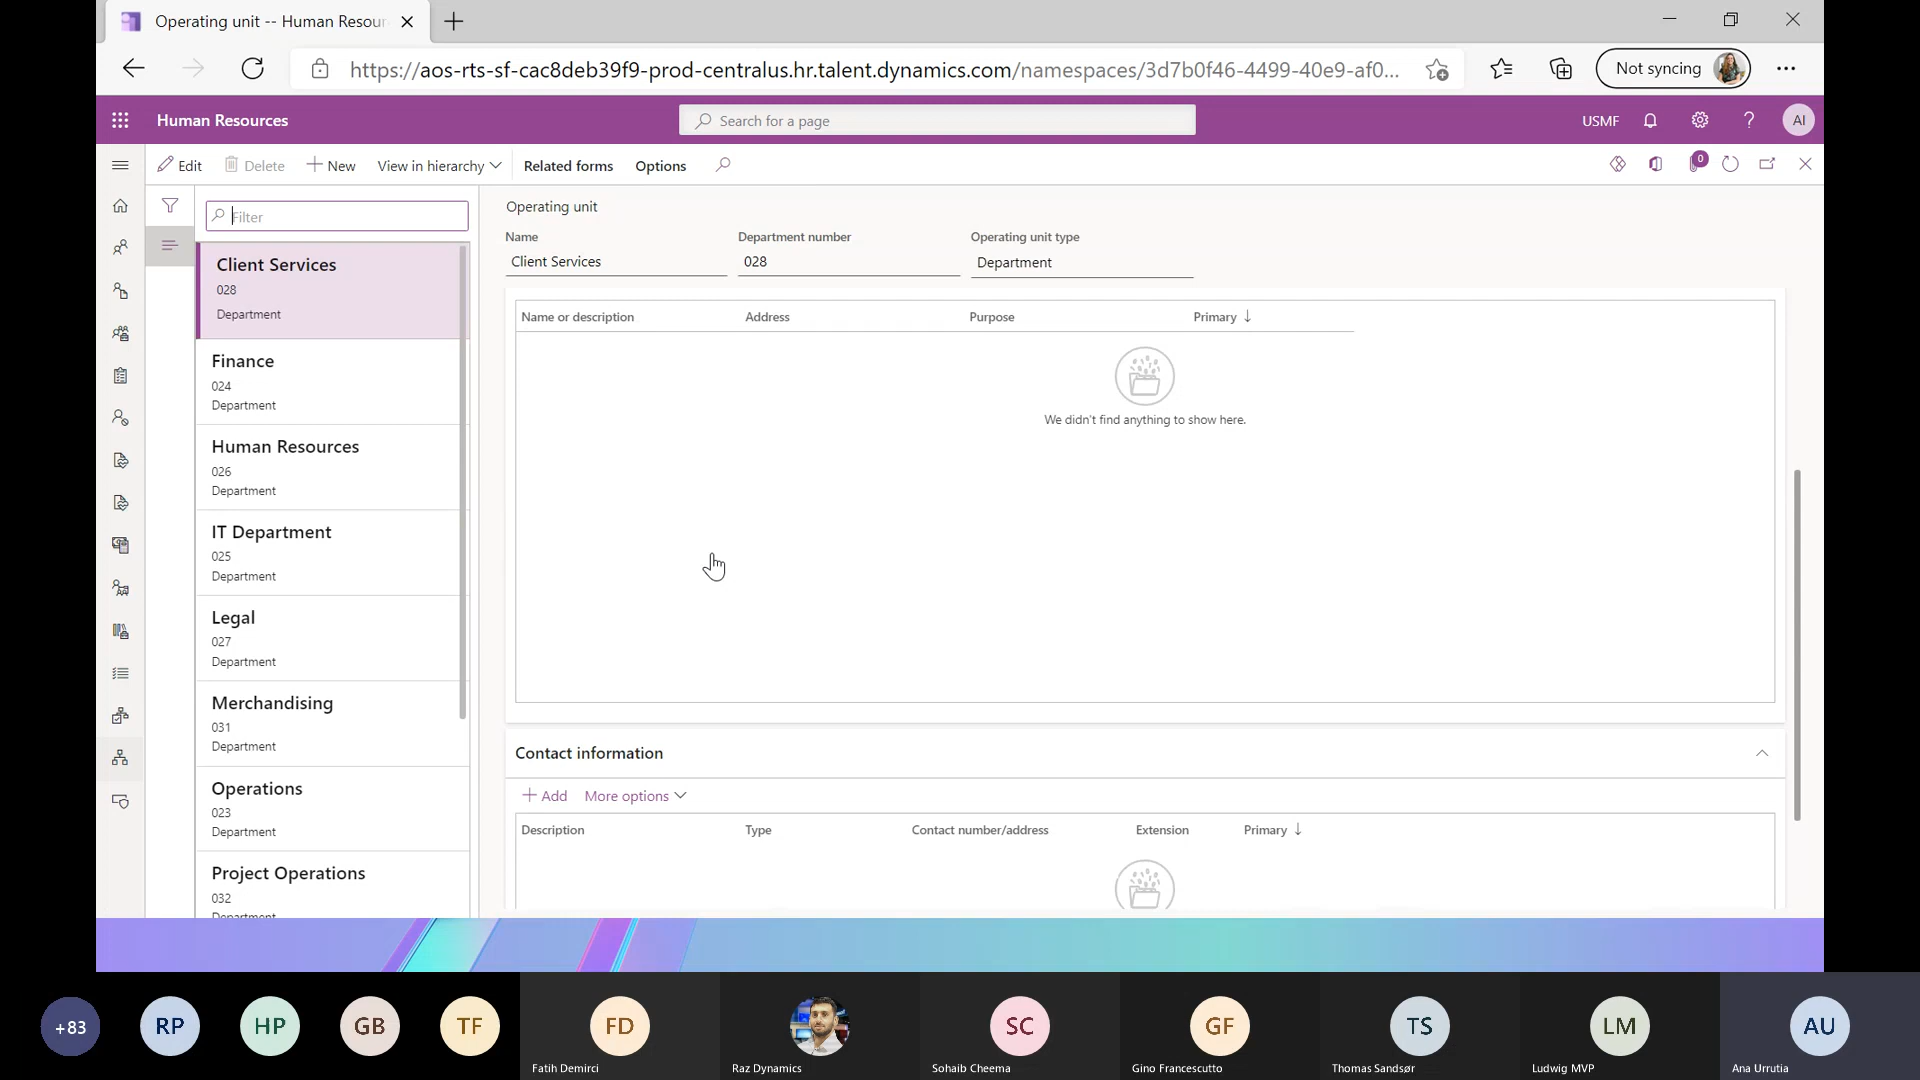 Operating unit -- Human Resour
https://aos-rts-sf-cac8deb39f9-prod-centralus.hr.talent.dynamics.com/namespaces/3d7b0f46-4499-40e9-af0...
Not syncing
Human Resources
Search for a page
USMF
AI
Edit
Delete
New
View in hierarchy
Related forms
Options
0
Filter
Client Services
028
Department
Finance
024
Department
Human Resources
026
Department
IT Department
025
Department
Legal
027
Department
Merchandising
031
Department
Operations
023
Department
Project Operations
032
Department
Operating unit
Name
Department number
Operating unit type
Client Services
028
Department
Name or description
Address
Purpose
Primary
We didn't find anything to show here.
Contact information
Add
More options
Description
Type
Contact number/address
Extension
Primary
+83
RP
HP
GB
TF
FD
Fatih Demirci
Raz Dynamics
SC
Sohaib Cheema
GF
Gino Francescutto
TS
Thomas Sandsør
LM
Ludwig MVP
AU
Ana Urrutia